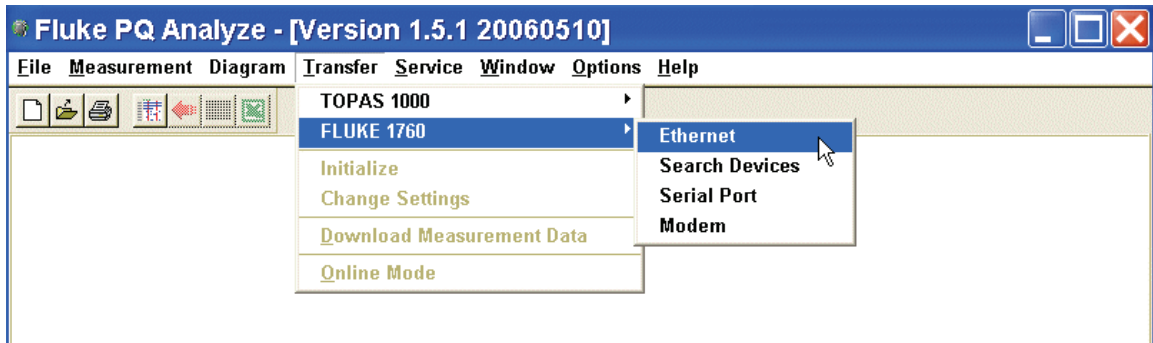 Fluke PQ Analyze - [Version 1.5.1 20060510]
File Measurement Diagram Transfer Service Window Options Help
TOPAS 1000
FLUKE 1760
Initialize
Change Settings
Download Measurement Data
Online Mode
Ethernet
Search Devices
Serial Port
Modem